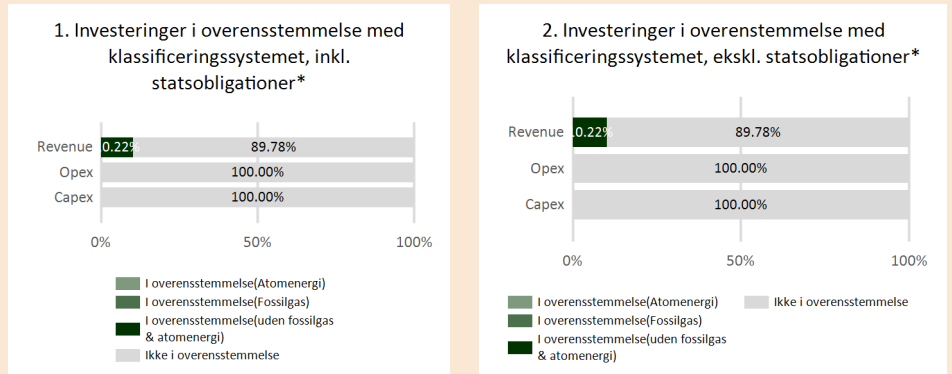 1. Investeringer i overensstemmelse med
klassificeringssystemet, inkl.
statsobligationer*
Revenue 0.22% 89.78%
Opex 100.00%
Capex 100.00%
0% 50% 100%
I overensstemmelse(Atomenergi)
I overensstemmelse(Fossilgas)
I overensstemmelse(uden fossilgas
& atomenergi)
Ikke i overensstemmelse
2. Investeringer i overenstemmelse med
klassificeringssystemet, ekskl. statsobligationer*
Revenue .0.22% 89.78%
Opex 100.00%
Capex 100.00%
0% 50% 100%
I overensstemmelse(Atomenergi) Ikke i overensstemmelse
I overensstemmelse(Fossilgas)
I overensstemmelse(uden fossilgas
& atomenergi)